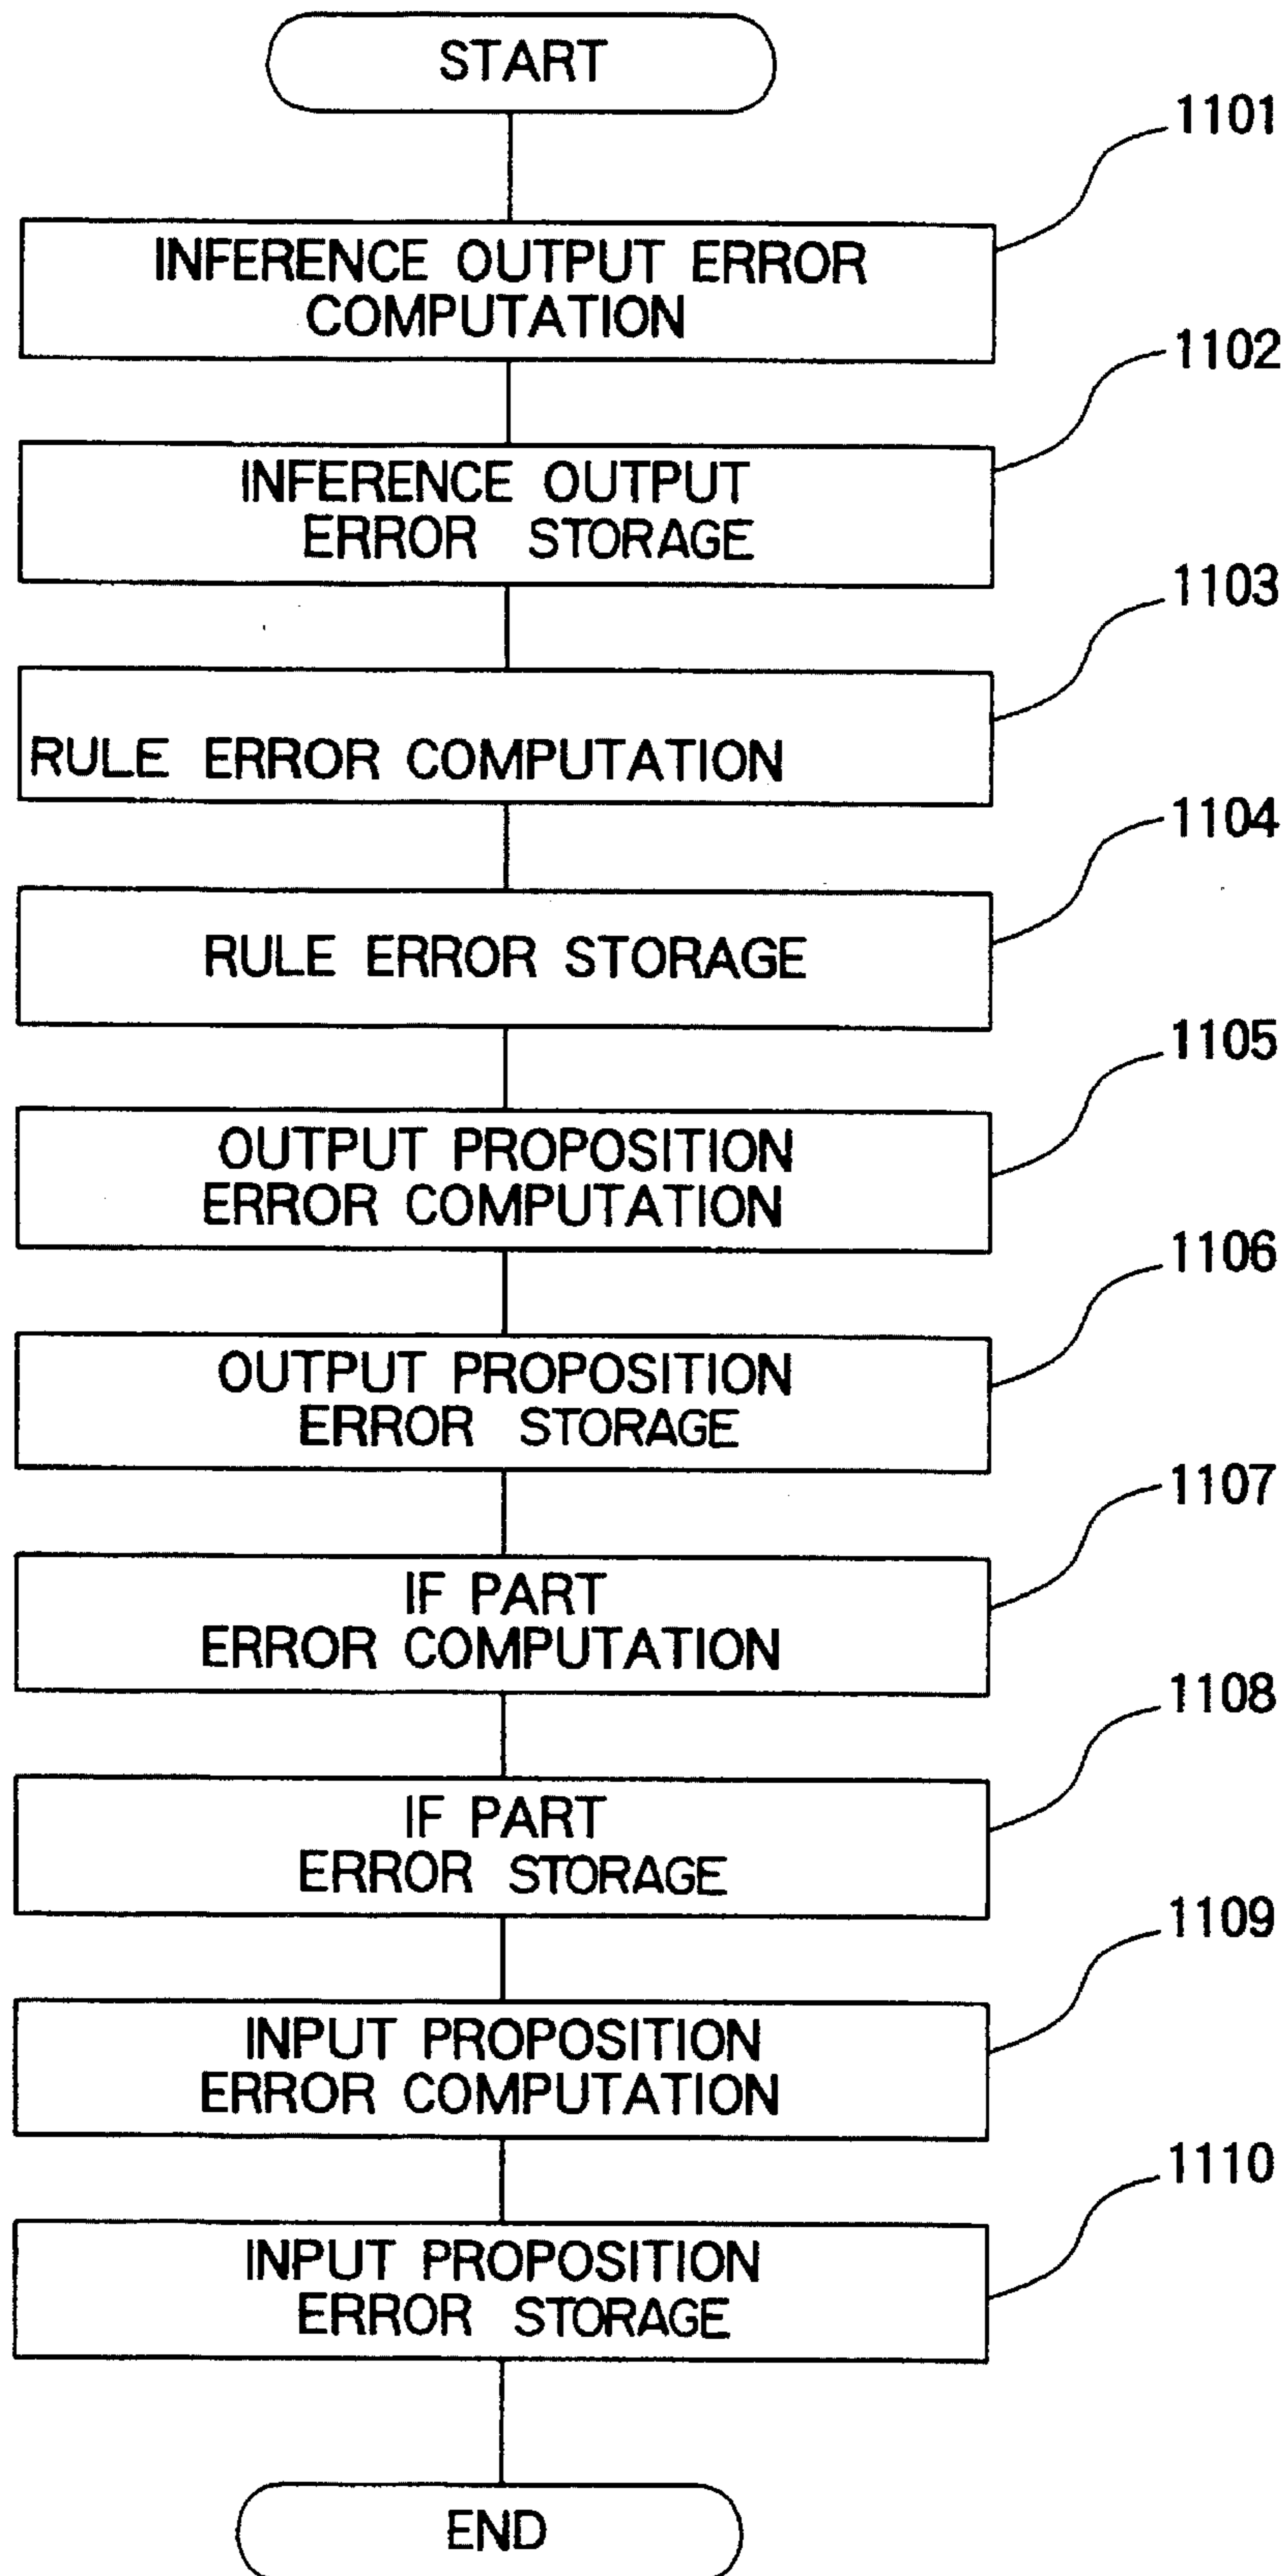 START
1101
INFERENCE OUTPUT ERROR
COMPUTATION
1102
INFERENCE OUTPUT
ERROR STORAGE
1103
RULE ERROR COMPUTATION
1104
RULE ERROR STORAGE
1105
OUTPUT PROPOSITION
ERROR COMPUTATION
1106
OUTPUT PROPOSITION
ERROR STORAGE
1107
IF PART
ERROR COMPUTATION
1108
IF PART
ERROR STORAGE
1109
INPUT PROPOSITION
ERROR COMPUTATION
1110
INPUT PROPOSITION
ERROR STORAGE
END